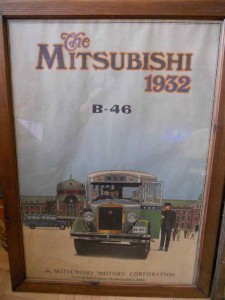 The
MITSUBISHI
1932
B-46
MITSUBISHI MOTORS CORPORATION